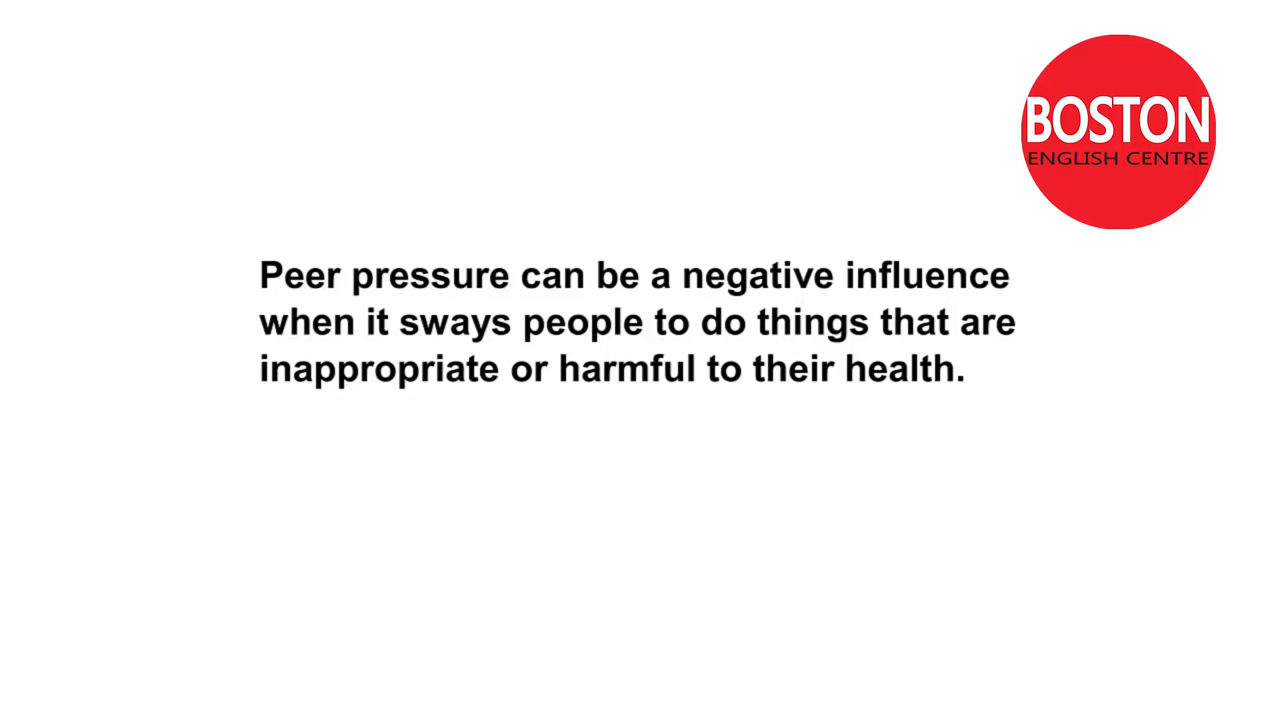 BOSTON
ENGLISH CENTRE
Peer pressure can be a negative influence
when it sways people to do things that are
inappropriate or harmful to their health.